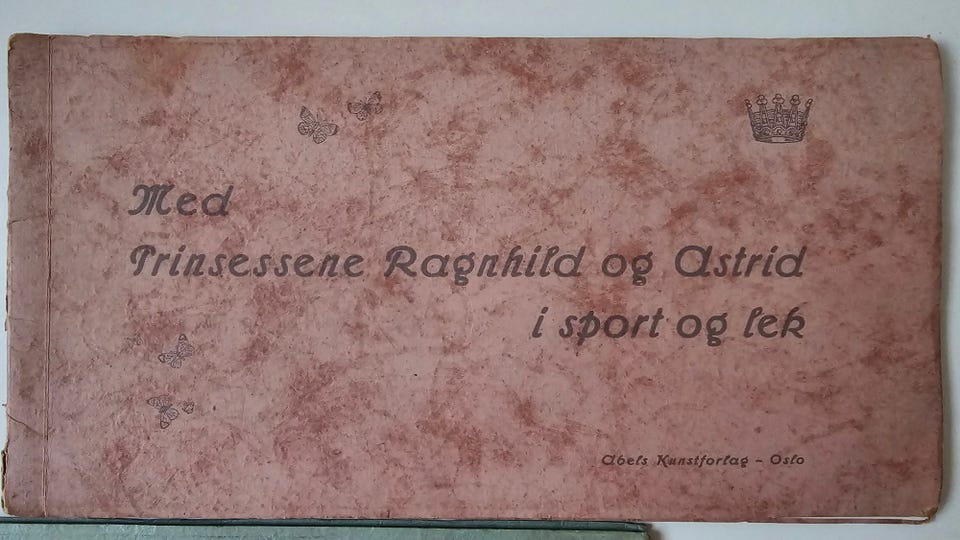 Med
Prinsessene Ragnhild og Astrid
i sport og lek
Abels Kunstforlag - Oslo